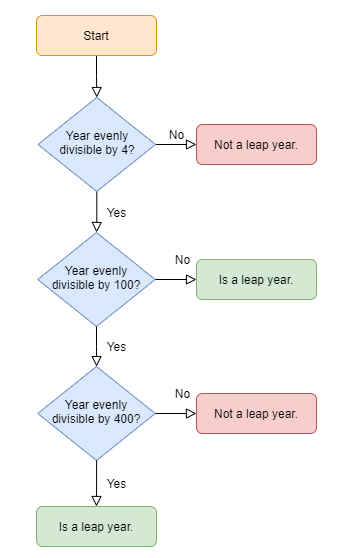 Start
Year evenly
divisible by 4?
No
Not a leap year.
Yes
Year evenly
divisible by 100?
No
Is a leap year.
Yes
Year evenly
divisible by 400?
No
Not a leap year.
Yes
Is a leap year.